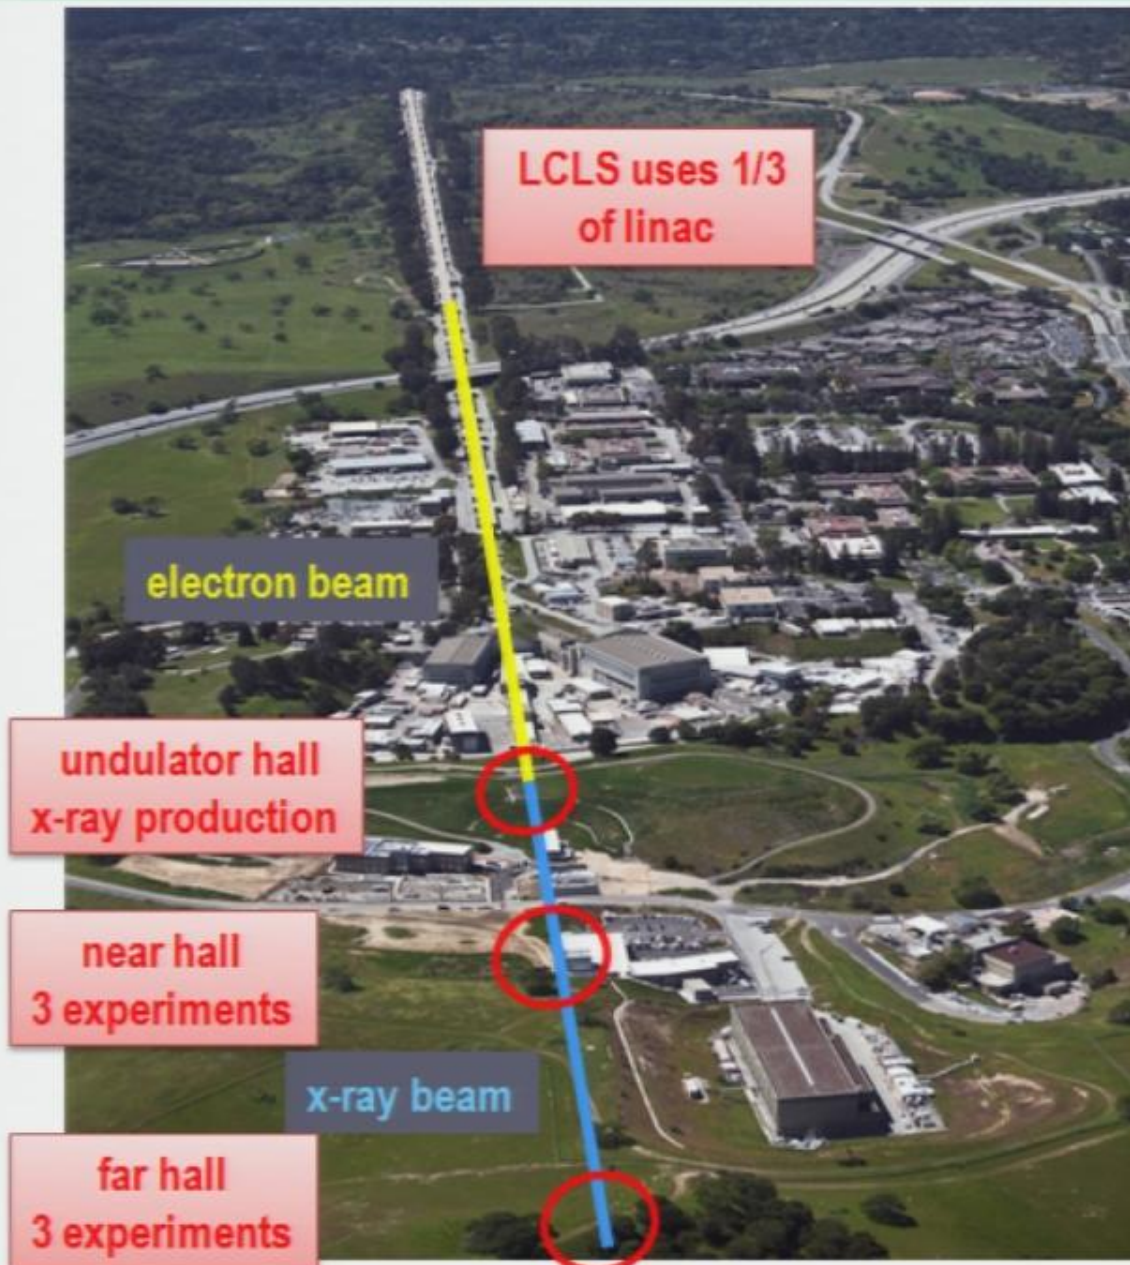 LCLS uses 1/3
of linac
electron beam
undulator hall
x-ray production
near hall
3 experiments
x-ray beam
far hall
3 experiments